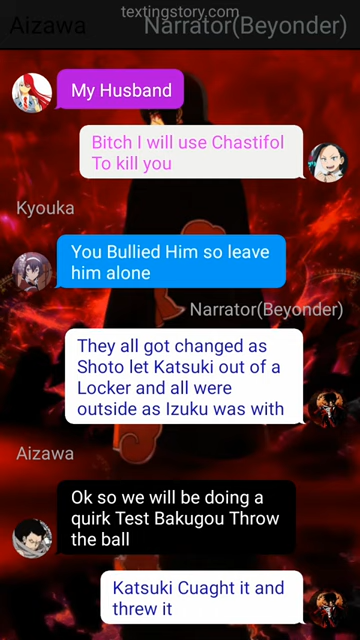 textingstory.com
Aizawa
Narrator(Beyonder)
My Husband
Bitch I will use Chastifol
To kill you
Kyouka
You Bullied Him so leave
him alone
Narrator(Beyonder)
They all got changed as
Shoto let Katsuki out of a
Locker and all were
outside as Izuku was with
Aizawa
Ok so we will be doing a
quirk Test Bakugou Throw
the ball
Katsuki Cuaght it and
threw it